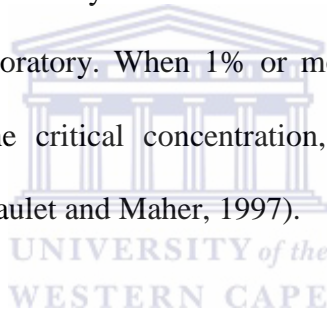 oratory. When 1% or mo
e critical concentration,
aulet and Maher, 1997).
UNIVERSITY of the
WESTERN CAPE